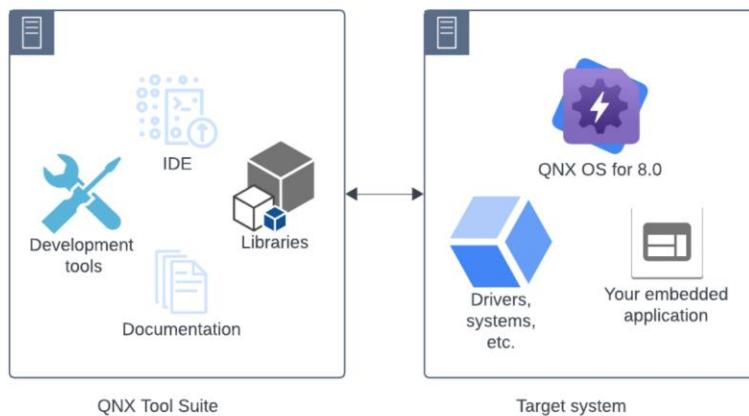 IDE
Development
tools
Libraries
Documentation
QNX OS for 8.0
Drivers,
systems,
etc.
Your embedded
application
QNX Tool Suite
Target system